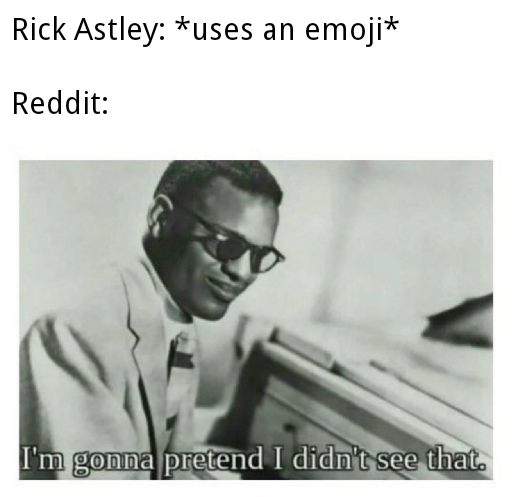 Rick Astley: *uses an emoji*
Reddit:
I'm gonna pretend I didn't see that.